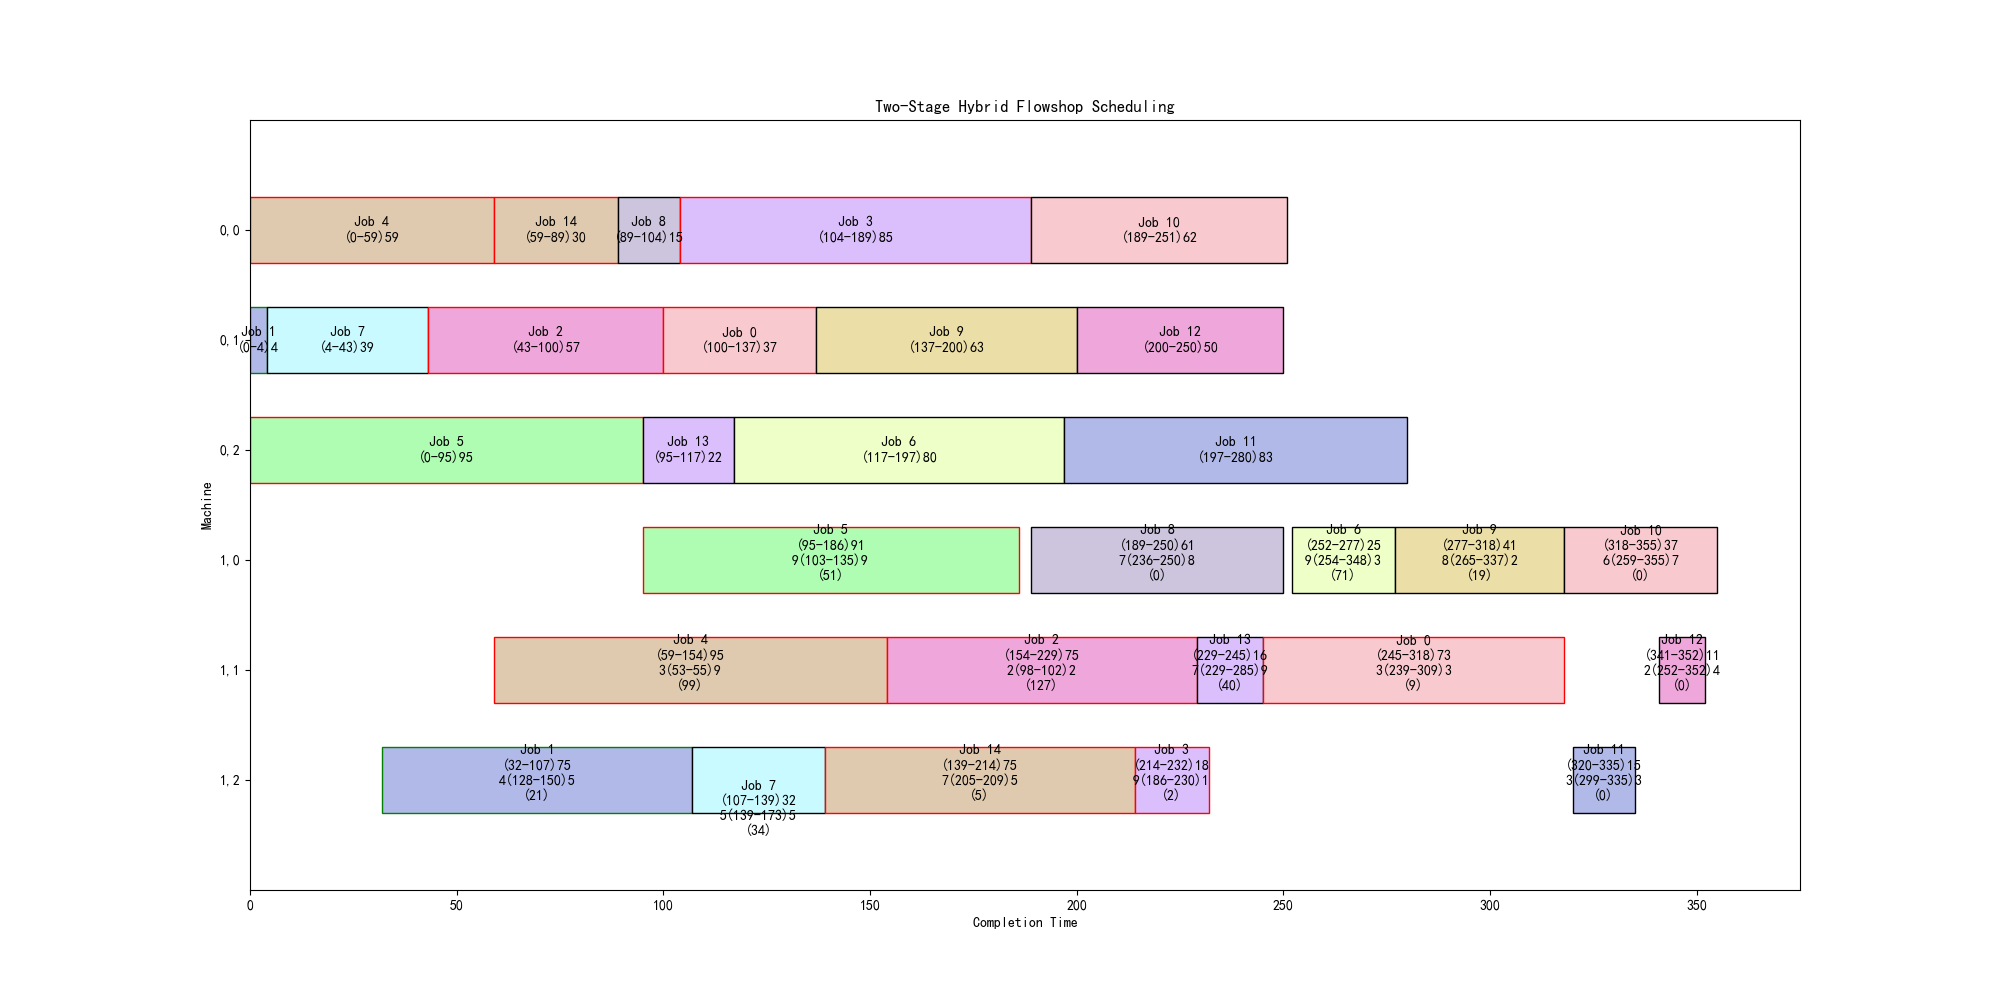 Two-Stage Hybrid Flowshop Scheduling
0,0
Job 4
(0-59)59
Job 14
(59-89)30
Job 8
(89-104)15
Job 3
(104-189)85
Job 10
(189-251)62
0,1
Job 1
(0-4)4
Job 7
(4-43)39
Job 2
(43-100)57
Job 0
(100-137)37
Job 9
(137-200)63
Job 12
(200-250)50
0,2
Job 5
(0-95)95
Job 13
(95-117)22
Job 6
(117-197)80
Job 11
(197-280)83
Machine
1,0
Job 5
(95-186)91
9(103-135)9
(51)
Job 8
(189-250)61
7(236-250)8
(0)
Job 6
(252-277)25
9(254-348)3
(71)
Job 9
(277-318)41
8(265-337)2
(19)
Job 10
(318-355)37
6(259-355)7
(0)
1,1
Job 4
(59-154)95
3(53-55)9
(99)
Job 2
(154-229)75
2(98-102)2
(127)
Job 13
(229-245)16
7(229-285)9
(40)
Job 0
(245-318)73
3(239-309)3
(9)
Job 12
(341-352)11
2(252-352)4
(0)
1,2
Job 1
(32-107)75
4(128-150)5
(21)
Job 7
(107-139)32
5(139-173)5
(34)
Job 14
(139-214)75
7(205-209)5
(5)
Job 3
(214-232)18
9(186-230)1
(2)
Job 11
(320-335)15
3(299-335)3
(0)
0 50 100 150 200 250 300 350
Completion Time